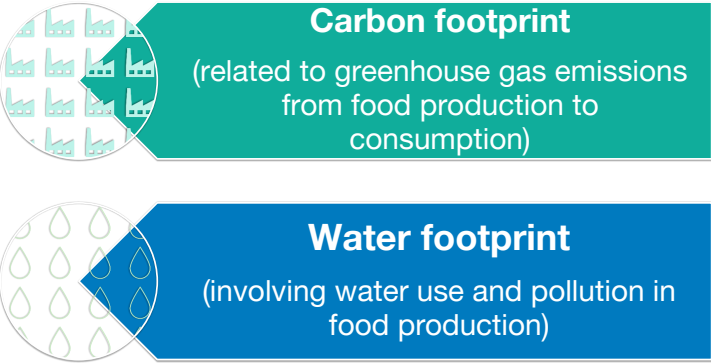 Carbon footprint
(related to greenhouse gas emissions
from food production to
consumption)
Water footprint
(involving water use and pollution in
food production)